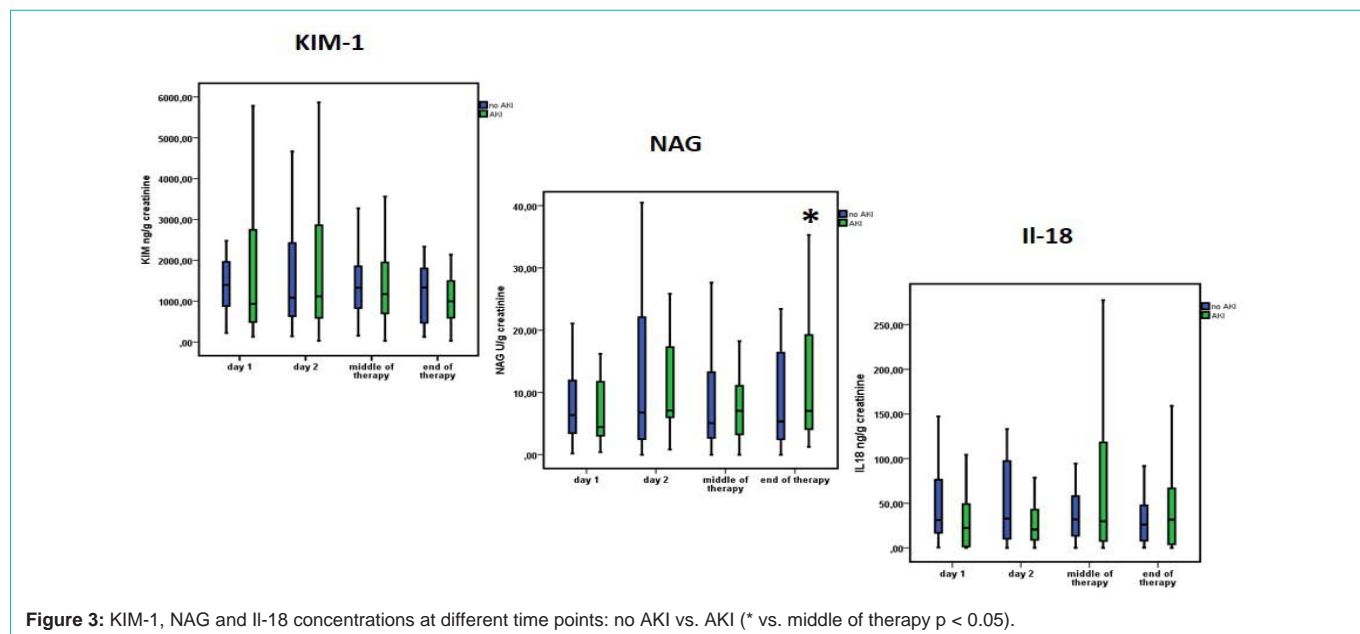 KIM-1
6000,00
5000,00
4000,00
3000,00
2000,00
1000,00
,00
KIM ng/g creatinine
no AKI
AKI
day 1
day 2
middle of therapy
end of therapy
NAG
40,00
30,00
20,00
10,00
,00
NAG U/g creatinine
*
no AKI
AKI
day 1
day 2
middle of therapy
end of therapy
Il-18
250,00
200,00
150,00
100,00
50,00
,00
IL18 ng/g creatinine
no AKI
AKI
day 1
day 2
middle of therapy
end of therapy
Figure 3: KIM-1, NAG and Il-18 concentrations at different time points: no AKI vs. AKI (* vs. middle of therapy p < 0.05).